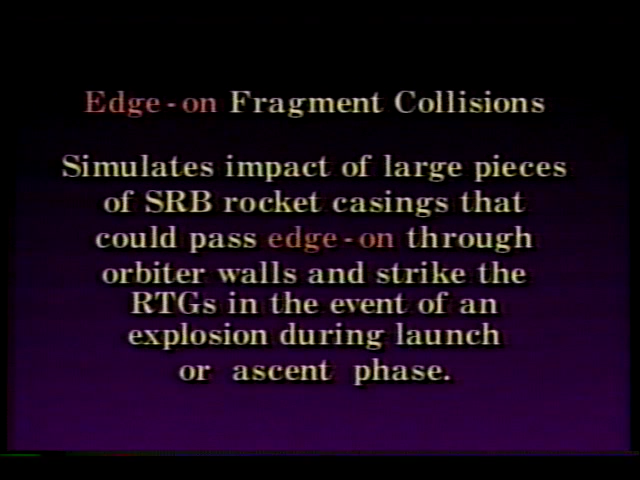 Edge-on Fragment Collisions
Simulates impact of large pieces
of SRB rocket casings that
could pass edge-on through
orbiter walls and strike the
RTGs in the event of an
explosion during launch
or ascent phase.